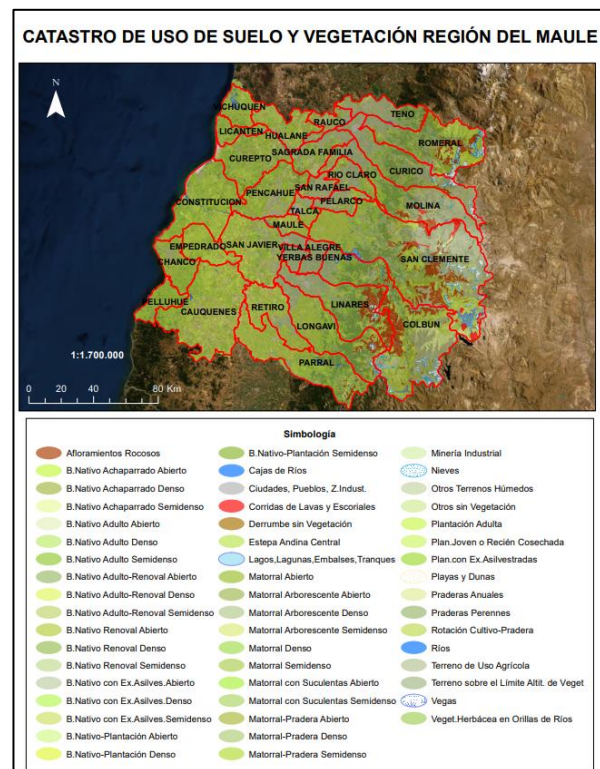 CATASTRO DE USO DE SUELO Y VEGETACIÓN REGIÓN DEL MAULE
N
VICHUQUEN
LICANTEN
HUALANE
RAUCO
TENO
ROMERAL
SAGRADA FAMILIA
CUREPTO
CURICO
RIO CLARO
SAN RAFAEL
PENCAHUE
CONSTITUCION
PELARCO
MOLINA
TALCA
MAULE
EMPEDRADO
SAN JAVIER
VILLA ALEGRE
YERBAS BUENAS
SAN CLEMENTE
CHANCO
PELLUHUE
CAUQUENES
RETIRO
LINARES
LONGAVI
COLBUN
PARRAL
1:1.700.000
0 20 40 80 Km
Simbología
Afloramientos Rocosos
B.Nativo Achaparrado Abierto
B.Nativo Achaparrado Denso
B.Nativo Achaparrado Semidenso
B.Nativo Adulto Abierto
B.Nativo Adulto Denso
B.Nativo Adulto Semidenso
B.Nativo Adulto-Renoval Abierto
B.Nativo Adulto-Renoval Denso
B.Nativo Adulto-Renoval Semidenso
B.Nativo Renoval Abierto
B.Nativo Renoval Denso
B.Nativo Renoval Semidenso
B.Nativo con Ex.Asilves.Abierto
B.Nativo con Ex.Asilves.Denso
B.Nativo con Ex.Asilves.Semidenso
B.Nativo-Plantación Abierto
B.Nativo-Plantación Denso
B.Nativo-Plantación Semidenso
Cajas de Ríos
Ciudades, Pueblos, Z.Indust.
Corridas de Lavas y Escoriales
Derrumbe sin Vegetación
Estepa Andina Central
Lagos,Lagunas,Embalses,Tranques
Matorral Abierto
Matorral Arborescente Abierto
Matorral Arborescente Denso
Matorral Arborescente Semidenso
Matorral Denso
Matorral Semidenso
Matorral con Suculentas Abierto
Matorral con Suculentas Semidenso
Matorral-Pradera Abierto
Matorral-Pradera Denso
Matorral-Pradera Semidenso
Minería Industrial
Nieves
Otros Terrenos Húmedos
Otros sin Vegetación
Plantación Adulta
Plan.Joven o Recién Cosechada
Plan.con Ex.Asilvestradas
Playas y Dunas
Praderas Anuales
Praderas Perennes
Rotación Cultivo-Pradera
Ríos
Terreno de Uso Agrícola
Terreno sobre el Límite Altit. de Veget
Vegas
Veget.Herbácea en Orillas de Ríos